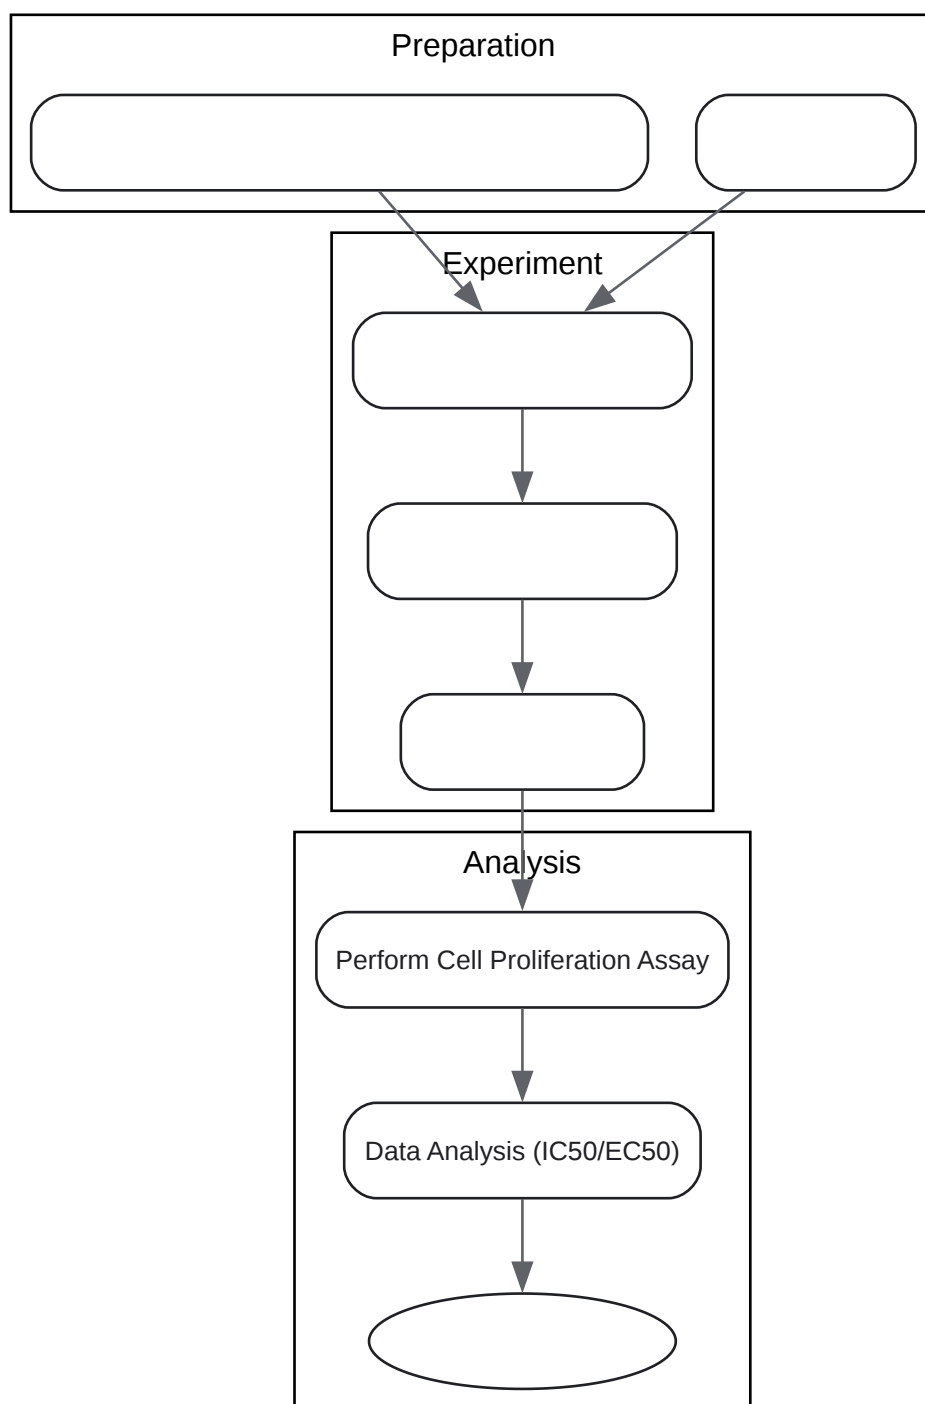 Preparation
Experiment
Analysis
Perform Cell Proliferation Assay
Data Analysis (IC50/EC50)